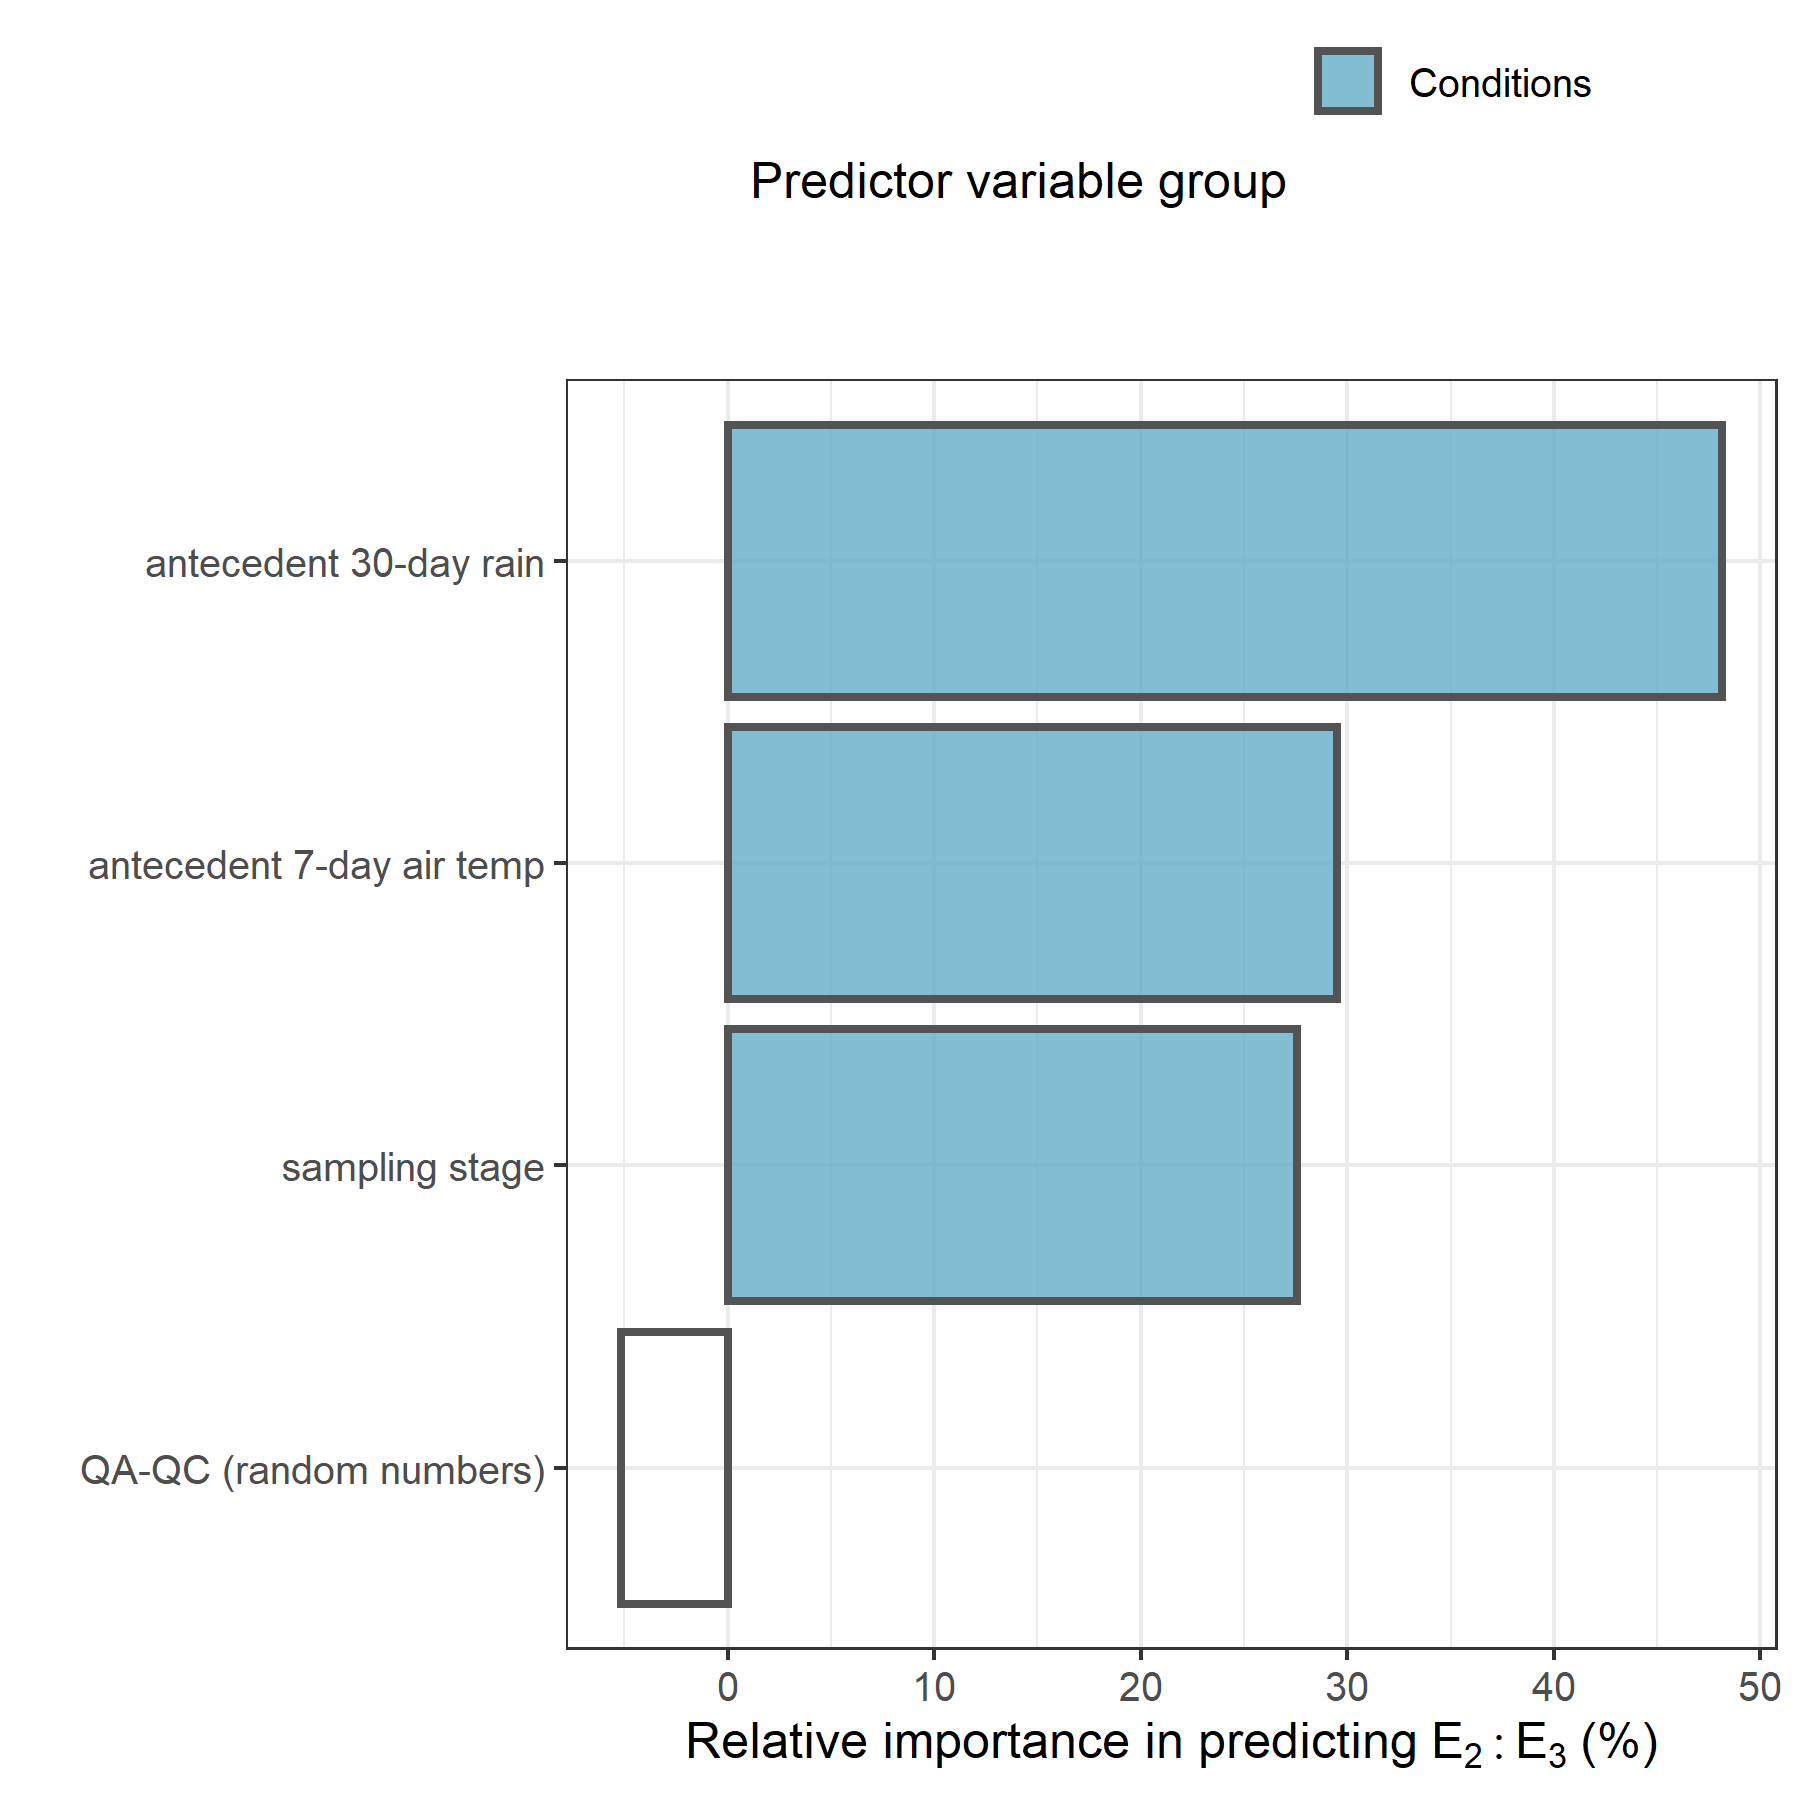 Conditions
Predictor variable group
antecedent 30-day rain
antecedent 7-day air temp
sampling stage
QA-QC (random numbers)
0 10 20 30 40 50
Relative importance in predicting E₂ : E₃ (%)